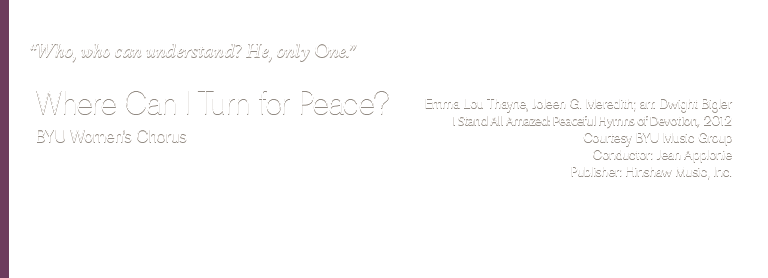 "Who, who can understand? He, only One."
Where Can I Turn for Peace?
BYU Women's Chorus
Emma Lou Thayne, Joleen G. Meredith; arr. Dwight Bigler
I Stand All Amazed: Peaceful Hymns of Devotion, 2012
Courtesy BYU Music Group
Conductor: Jean Applonie
Publisher: Hinshaw Music, Inc.